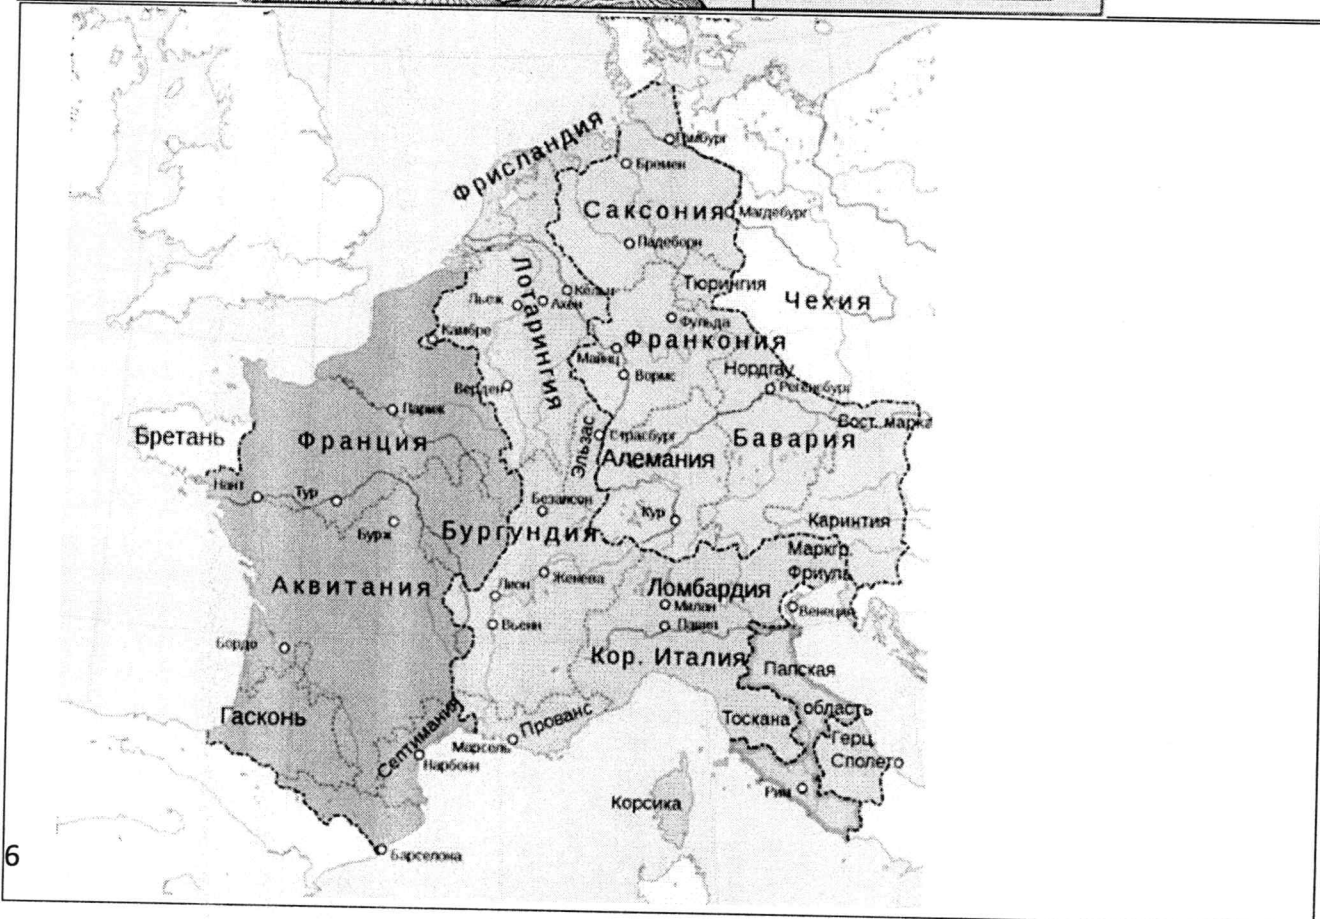 Фрисландия
Гамбург
Бремен
Саксония
Магдебург
Падеборн
Лотарингия
Тюрингия
Чехия
Льеж
Ахен
Кельн
Фульда
Камбре
Франкония
Майнц
Вормс
Нордгау
Верден
Регенсбург
Париж
Вост. марка
Бретань
Франция
Эльзас
Страсбург
Бавария
Алемания
Нант
Тур
Безансон
Кур
Бурж
Бургундия
Каринтия
Маркгр.
Фриуль
Аквитания
Лион
Женева
Ломбардия
Милан
Венеция
Вьенн
Павия
Бордо
Кор. Италия
Папская
область
Гасконь
Септимания
Прованс
Тоскана
Марсель
Нарбонн
Герц.
Сполето
Корсика
Рим
6
Барселона